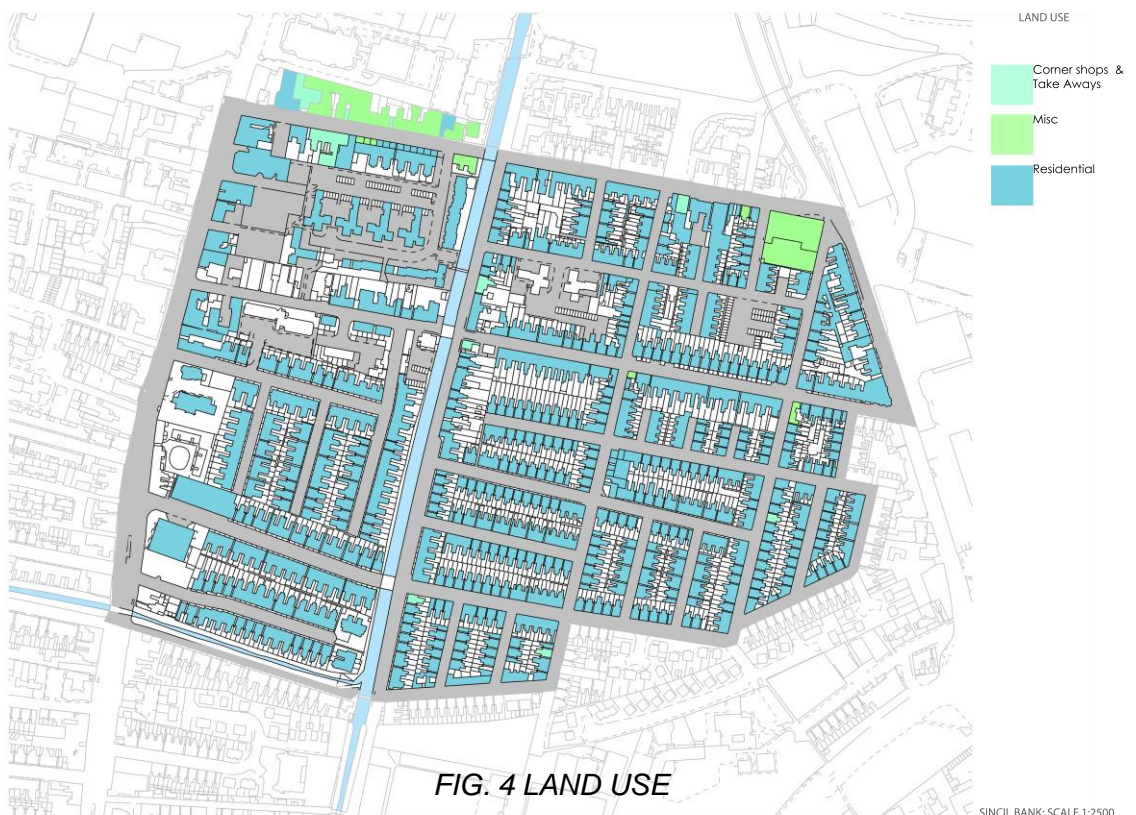 LAND USE
Corner shops &
Take Aways
Misc
Residential
FIG. 4 LAND USE
SINCIL BANK: SCALE 1:2500